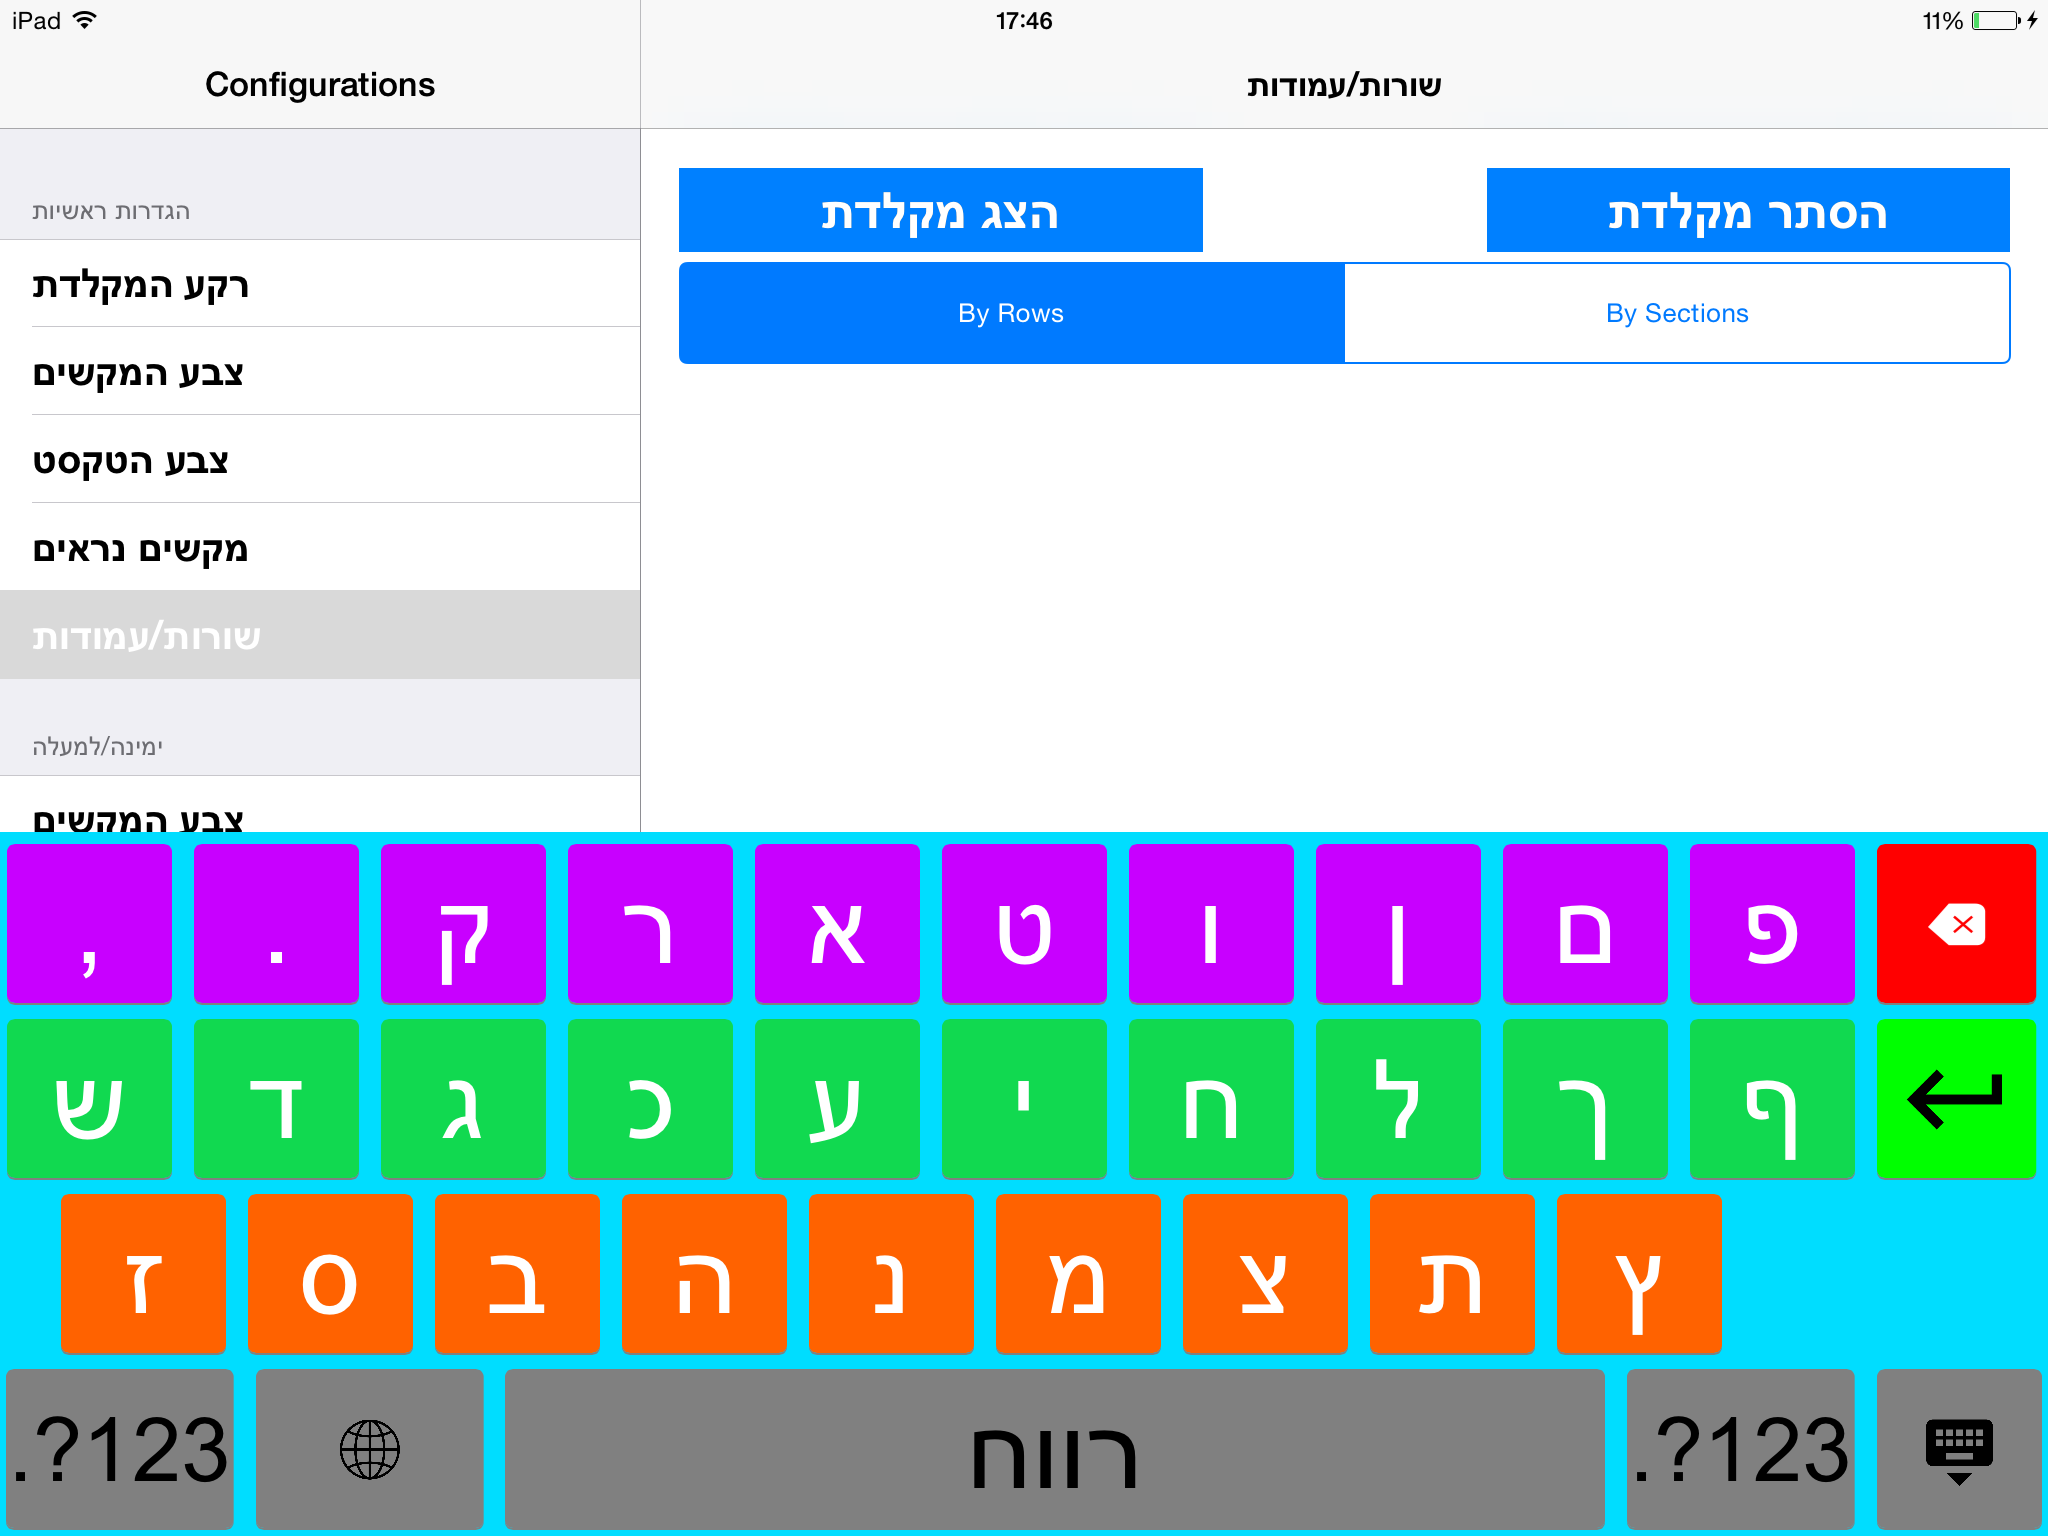 iPad 17:46 11%
Configurations
שורות/עמודות
הגדרות ראשיות
רקע המקלדת
צבע המקשים
צבע הטקסט
מקשים נראים
שורות/עמודות
ימינה/למעלה
צבע המקשים
הצג מקלדת
הסתר מקלדת
By Rows By Sections
, . ק ר א ט ו ן ם פ
ש ד ג כ ע י ח ל ך ף
ז ס ב ה נ מ צ ת ץ
.?123 רווח .?123